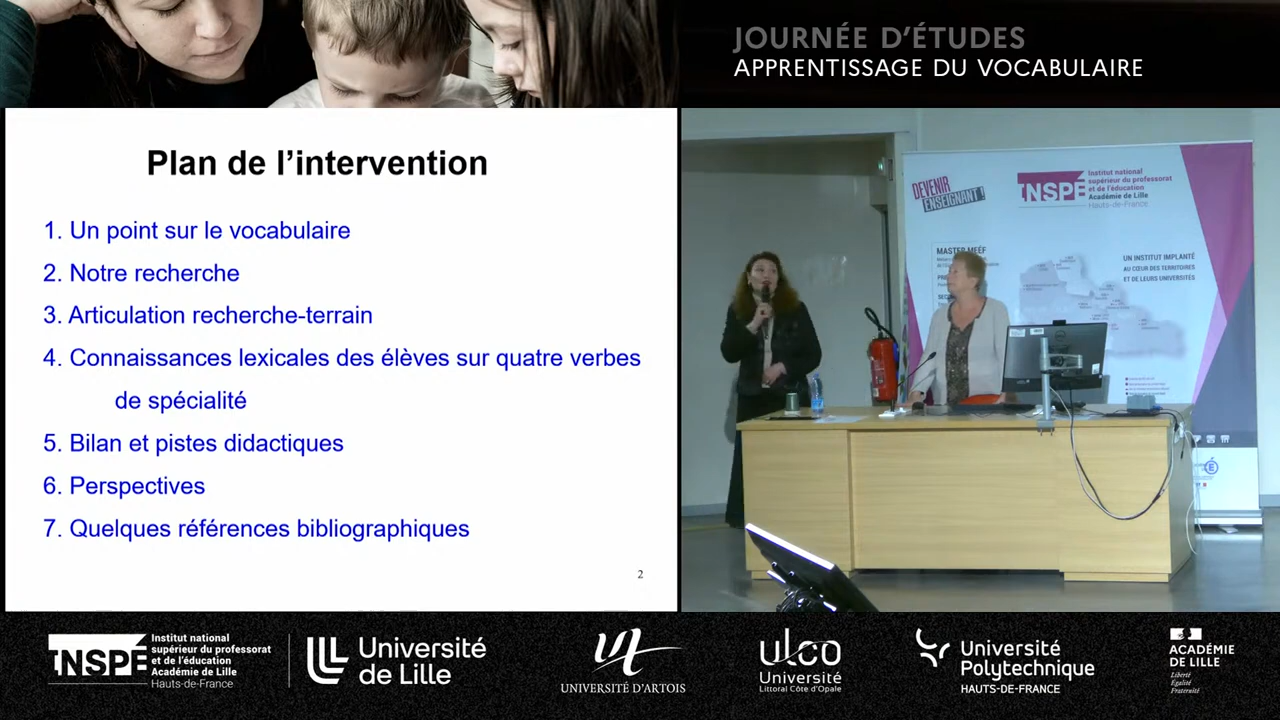 JOURNÉE D'ÉTUDES
APPRENTISSAGE DU VOCABULAIRE
Plan de l'intervention
1. Un point sur le vocabulaire
2. Notre recherche
3. Articulation recherche-terrain
4. Connaissances lexicales des élèves sur quatre verbes
de spécialité
5. Bilan et pistes didactiques
6. Perspectives
7. Quelques références bibliographiques
2
DEVENIR
ENSEIGNANT !
INSPÉ
Institut national
supérieur du professorat
et de l'éducation
Académie de Lille
Hauts-de-France
MASTER MEEF
UN INSTITUT IMPLANTÉ
AU CŒUR DES TERRITOIRES
ET DE LEURS UNIVERSITÉS
INSPÉ
Institut national
supérieur du professorat
et de l'éducation
Académie de Lille
Hauts-de-France
Université
de Lille
UNIVERSITÉ D'ARTOIS
ulco
Université
Littoral Côte d'Opale
Université
Polytechnique
HAUTS-DE-FRANCE
ACADÉMIE
DE LILLE
Liberté
Égalité
Fraternité